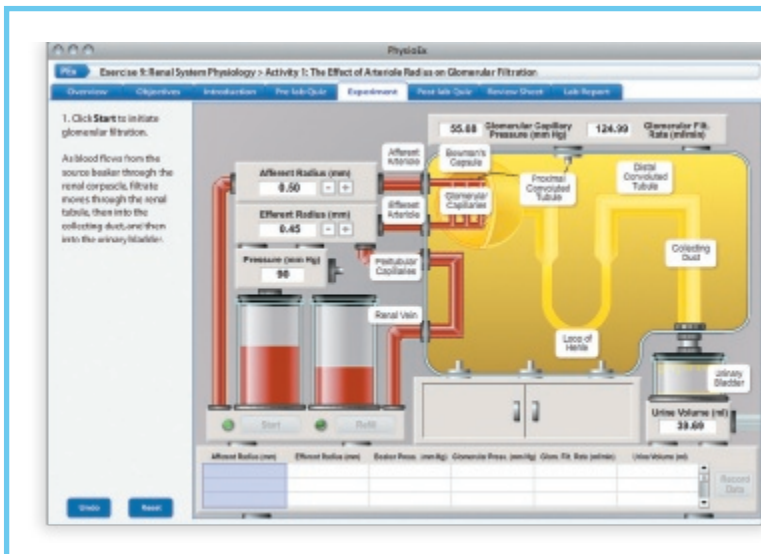 PhysioEx
PEx Exercise 9: Renal System Physiology > Activity 1: The Effect of Arteriole Radius on Glomerular Filtration
Overview Objectives Introduction Pre-lab Quiz Experiment Post-lab Quiz Review Sheet Lab Report
1. Click Start to initiate
glomerular filtration.
As blood flows from the
source beaker through the
renal corpuscle, filtrate
moves through the renal
tubule, then into the
collecting duct, and then
into the urinary bladder.
55.08 Glomerular Capillary
Pressure (mm Hg)
124.99 Glomerular Filt.
Rate (ml/min)
Afferent Radius (mm)
0.50 - +
Efferent Radius (mm)
0.45 - +
Pressure (mm Hg)
90
Afferent
Arteriole
Bowman's
Capsule
Glomerular
Capillaries
Efferent
Arteriole
Proximal
Convoluted
Tubule
Distal
Convoluted
Tubule
Peritubular
Capillaries
Collecting
Duct
Renal Vein
Loop of
Henle
Urinary
Bladder
Start
Refill
Urine Volume (ml)
Afferent Radius (mm) Efferent Radius (mm) Beaker Press. (mm Hg) Glomerular Press. (mm Hg) Glom. Filt. Rate (ml/min) Urine Volume (ml)
Record
Data
Undo Reset